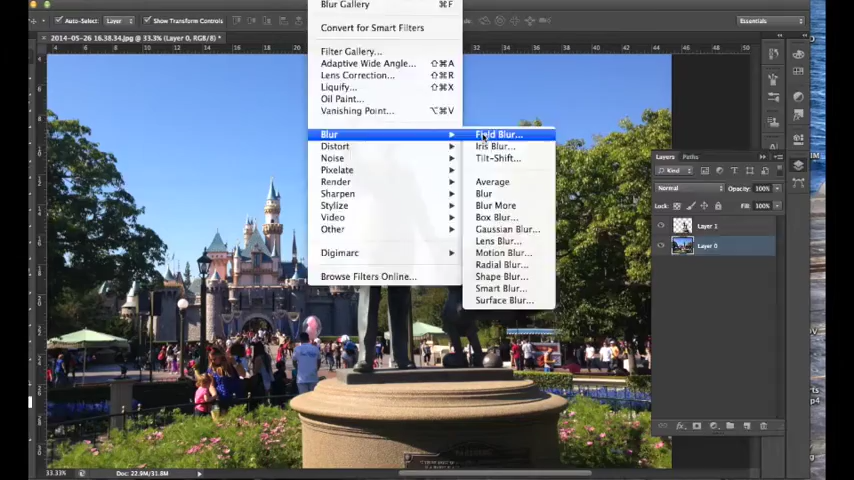 Blur Gallery ⌘F
Auto-Select: Layer Show Transform Controls Essentials
Convert for Smart Filters
2014-05-26 16.38.34.jpg @ 33.3% (Layer 0, RGB/8) *
Filter Gallery...
Adaptive Wide Angle... ⇧⌘A
Lens Correction... ⇧⌘R
Liquify... ⇧⌘X
Oil Paint...
Vanishing Point... ⌥⌘V
Blur
Distort
Noise
Pixelate
Render
Sharpen
Stylize
Video
Other
Digimarc
Browse Filters Online...
Field Blur...
Iris Blur...
Tilt-Shift...
Average
Blur
Blur More
Box Blur...
Gaussian Blur...
Lens Blur...
Motion Blur...
Radial Blur...
Shape Blur...
Smart Blur...
Surface Blur...
Layers Paths
Kind
Normal Opacity: 100%
Lock: Fill: 100%
Layer 1
Layer 0
33.33% Doc: 22.9M/31.8M